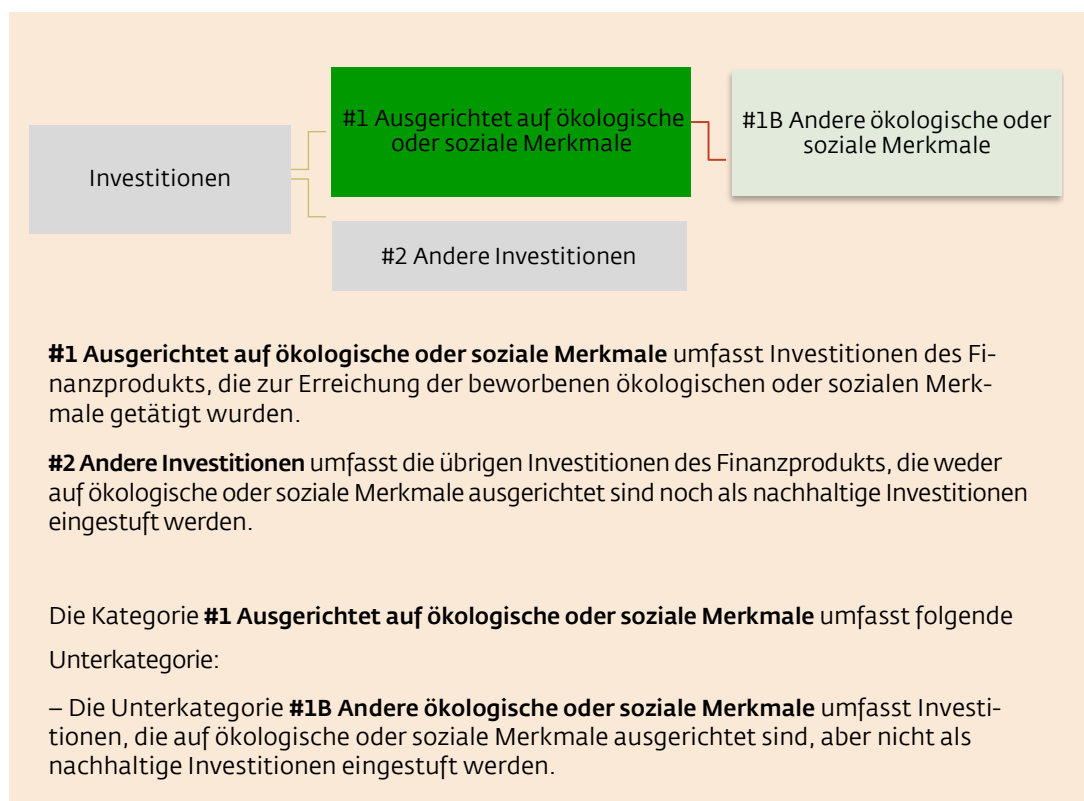 #1 Ausgerichtet auf ökologische
oder soziale Merkmale
#1B Andere ökologische oder
soziale Merkmale
Investitionen
#2 Andere Investitionen
#1 Ausgerichtet auf ökologische oder soziale Merkmale umfasst Investitionen des Fi-
nanzprodukts, die zur Erreichung der beworbenen ökologischen oder sozialen Merk-
male getätigt wurden.
#2 Andere Investitionen umfasst die übrigen Investitionen des Finanzprodukts, die weder
auf ökologische oder soziale Merkmale ausgerichtet sind noch als nachhaltige Investitionen
eingestuft werden.
Die Kategorie #1 Ausgerichtet auf ökologische oder soziale Merkmale umfasst folgende
Unterkategorie:
– Die Unterkategorie #1B Andere ökologische oder soziale Merkmale umfasst Investi-
tionen, die auf ökologische oder soziale Merkmale ausgerichtet sind, aber nicht als
nachhaltige Investitionen eingestuft werden.